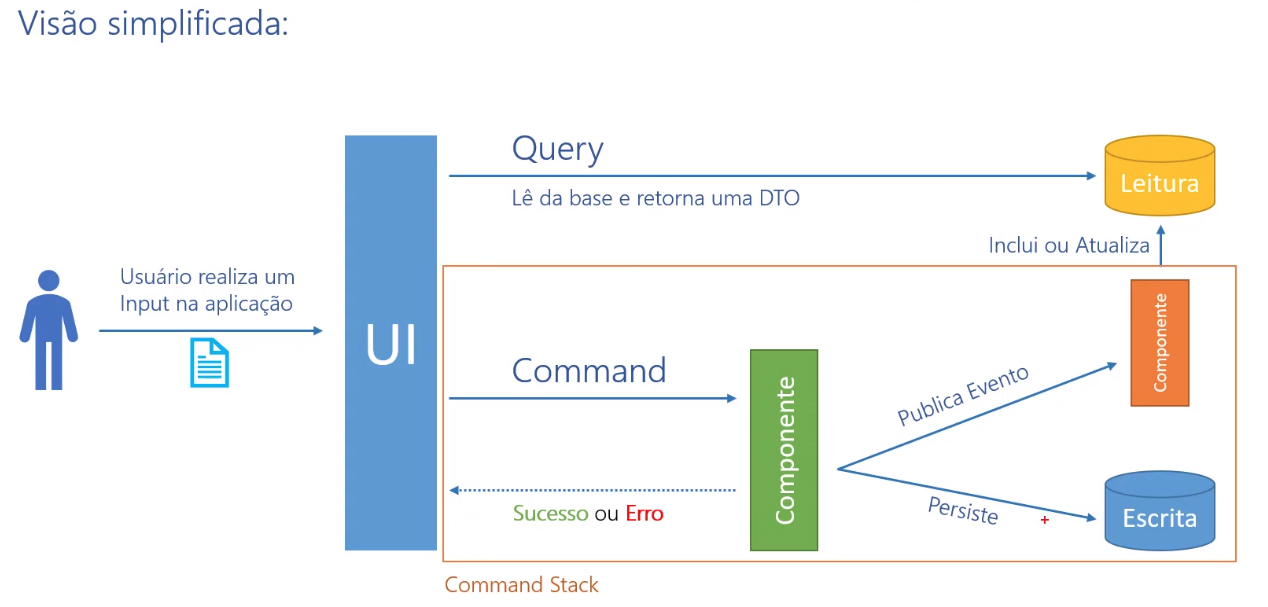 Visão simplificada:
Query
Lê da base e retorna uma DTO
Leitura
Inclui ou Atualiza
Usuário realiza um
Input na aplicação
UI
Command
Componente
Publica Evento
Componente
Persiste
Escrita
Sucesso ou Erro
Command Stack